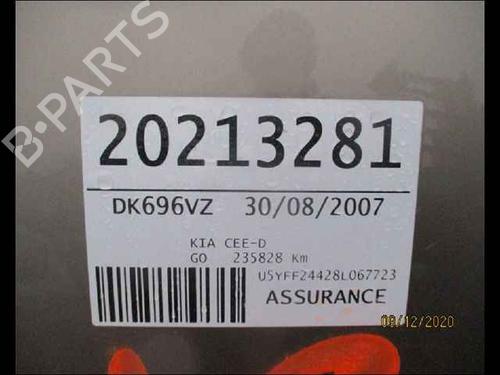 B-PARTS
20213281
DK696VZ 30/08/2007
KIA CEE-D
GO 235828 Km
U5YFF24428L067723
ASSURANCE
08/12/2020